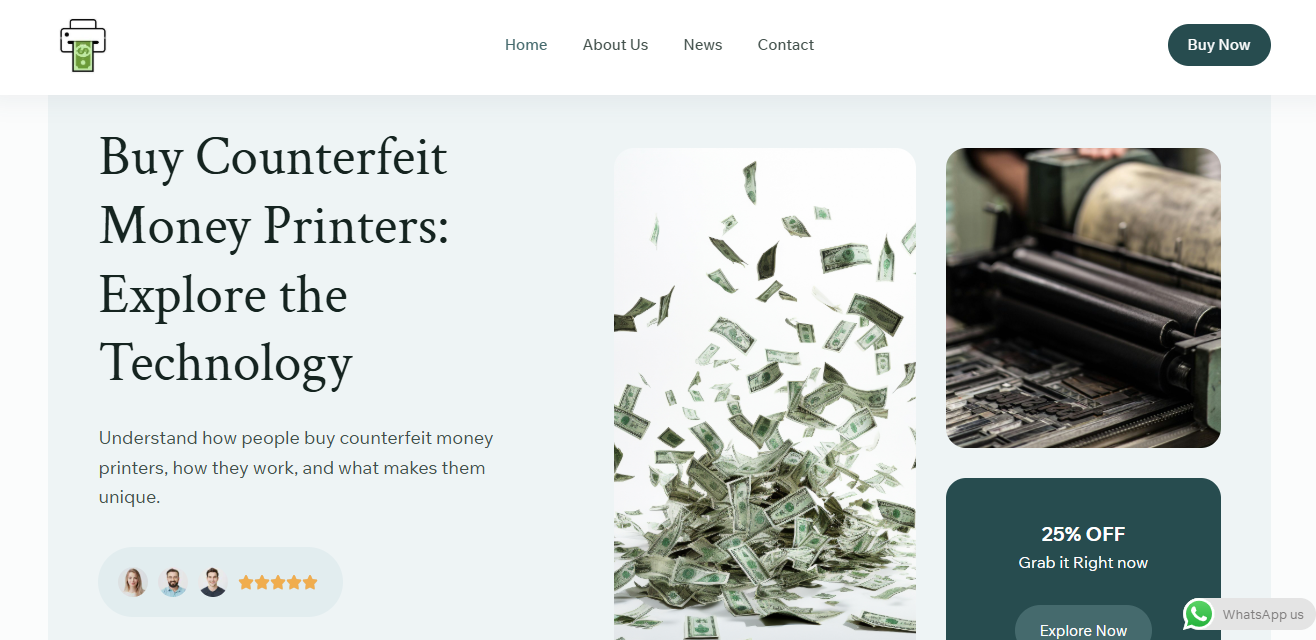 Home
About Us
News
Contact
Buy Now
Buy Counterfeit
Money Printers:
Explore the
Technology
Understand how people buy counterfeit money
printers, how they work, and what makes them
unique.
25% OFF
Grab it Right now
Explore Now
WhatsApp us